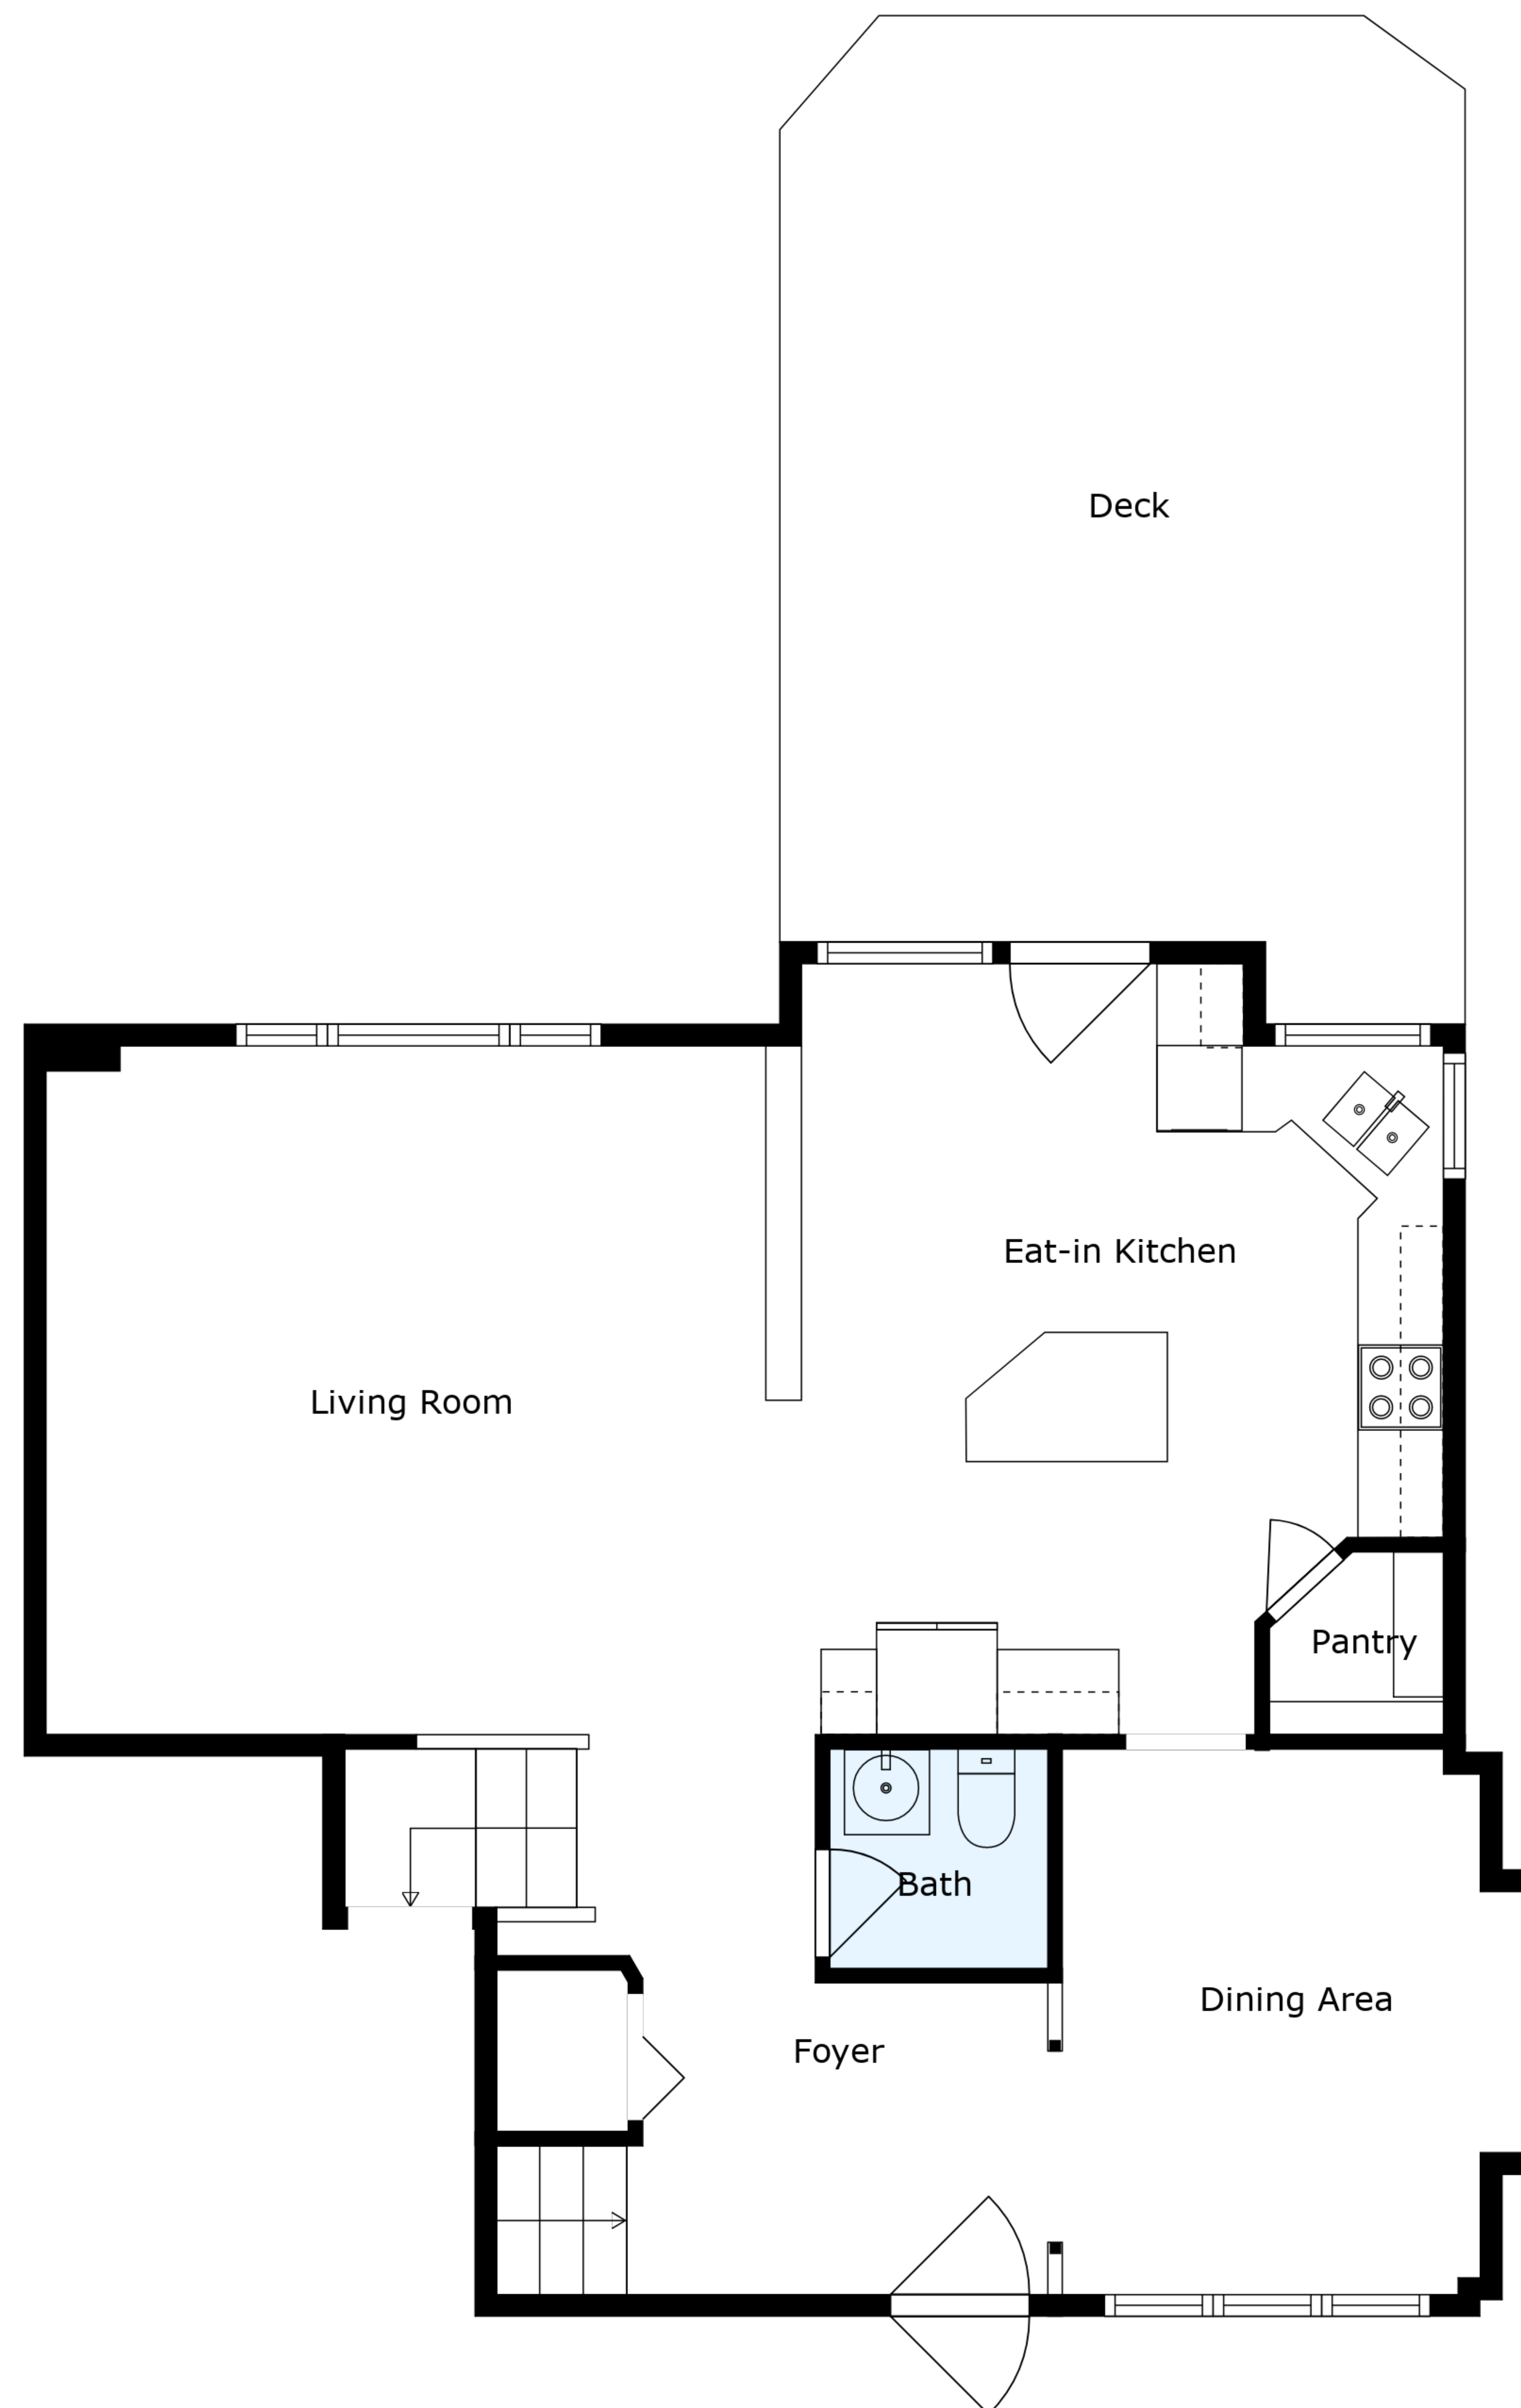 Deck
Eat-in Kitchen
Living Room
Pantry
Bath
Dining Area
Foyer